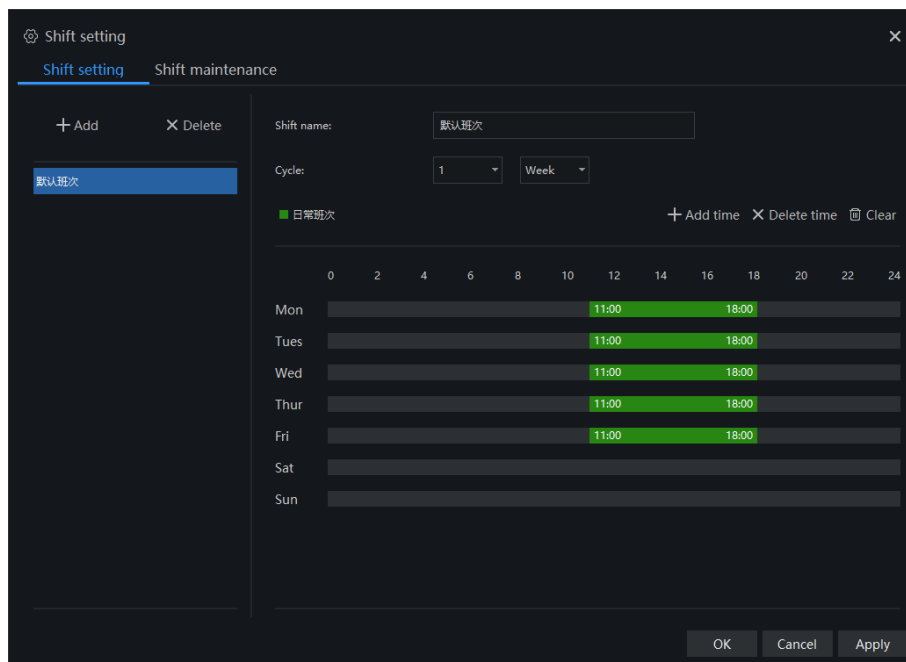 Shift setting
Shift setting Shift maintenance
Add Delete
默认班次
Shift name: 默认班次
Cycle: 1 Week
日常班次 Add time Delete time Clear
0 2 4 6 8 10 12 14 16 18 20 22 24
Mon 11:00 18:00
Tues 11:00 18:00
Wed 11:00 18:00
Thur 11:00 18:00
Fri 11:00 18:00
Sat
Sun
OK Cancel Apply